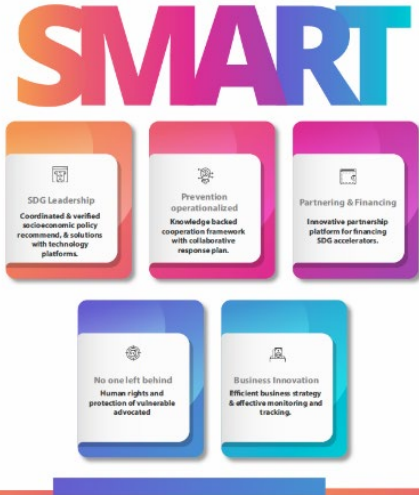 SMART
SDG Leadership
Coordinated & verified
socioeconomic policy
recommend, & solutions
with technology
platforms.
Prevention
operationalized
Knowledge backed
cooperation framework
with collaborative
response plan.
Partnering & Financing
Innovative partnership
platform for financing
SDG accelerators.
No one left behind
Human rights and
protection of vulnerable
advocated
Business Innovation
Efficient business strategy
& effective monitoring and
tracking.